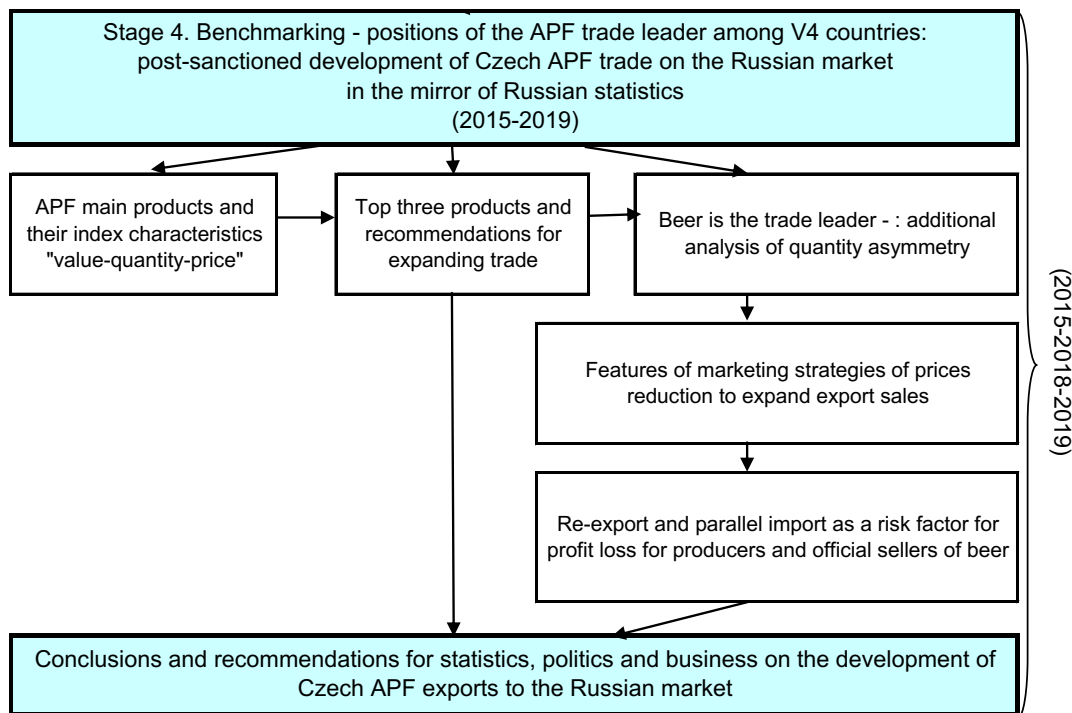 Stage 4. Benchmarking - positions of the APF trade leader among V4 countries:
post-sanctioned development of Czech APF trade on the Russian market
in the mirror of Russian statistics
(2015-2019)
APF main products and
their index characteristics
"value-quantity-price"
Top three products and
recommendations for
expanding trade
Beer is the trade leader - : additional
analysis of quantity asymmetry
Features of marketing strategies of prices
reduction to expand export sales
Re-export and parallel import as a risk factor for
profit loss for producers and official sellers of beer
(2015-2018-2019)
Conclusions and recommendations for statistics, politics and business on the development of
Czech APF exports to the Russian market